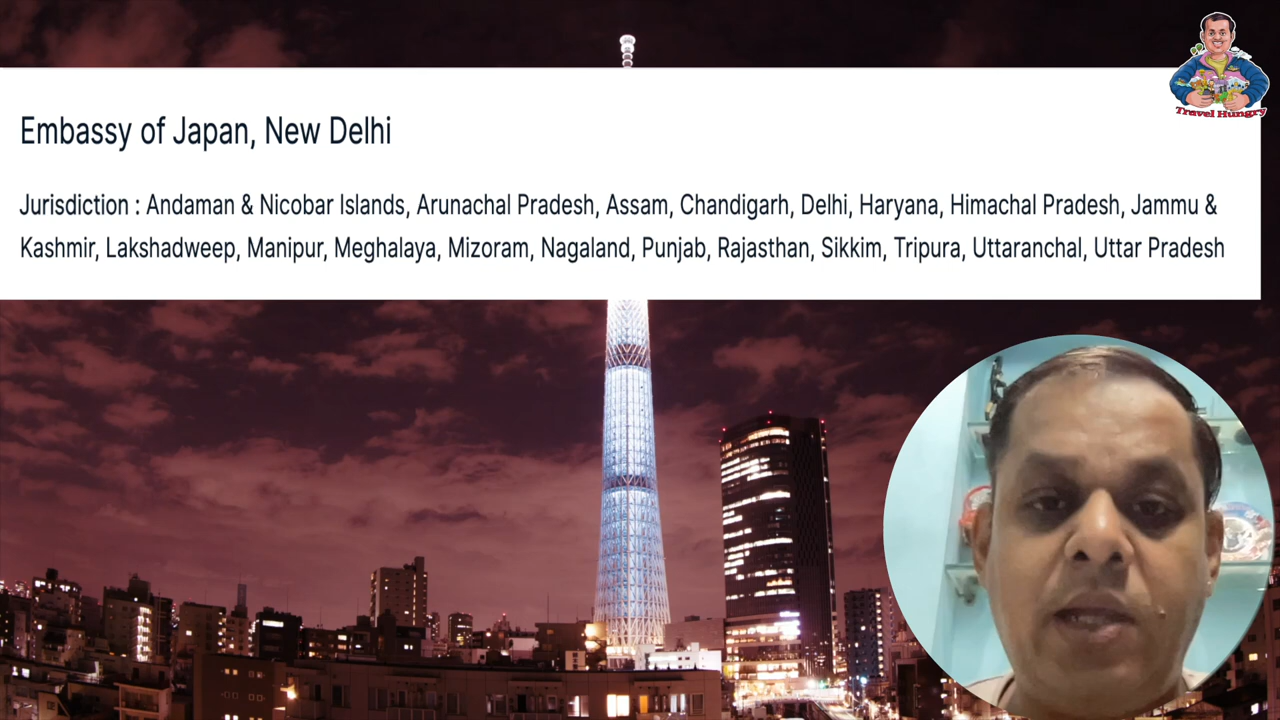 Travel Hungry
Embassy of Japan, New Delhi
Jurisdiction : Andaman & Nicobar Islands, Arunachal Pradesh, Assam, Chandigarh, Delhi, Haryana, Himachal Pradesh, Jammu &
Kashmir, Lakshadweep, Manipur, Meghalaya, Mizoram, Nagaland, Punjab, Rajasthan, Sikkim, Tripura, Uttaranchal, Uttar Pradesh